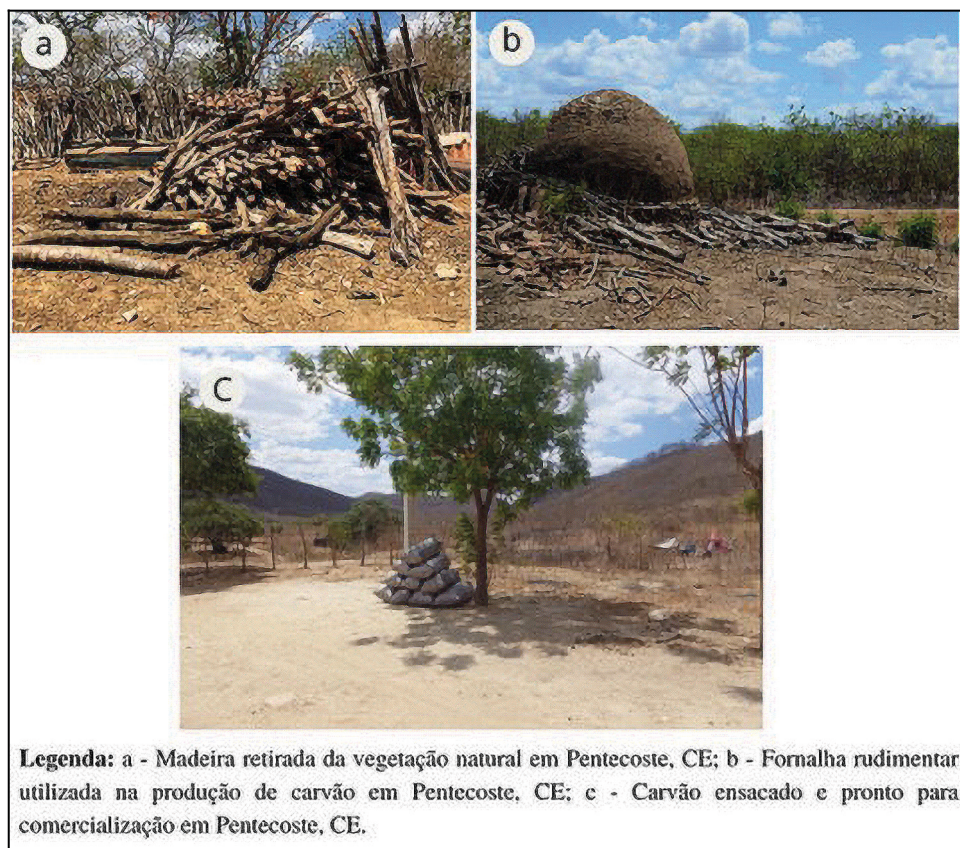 a
b
C
Legenda: a - Madeira retirada da vegetação natural em Pentecoste, CE; b - Fornalha rudimentar
utilizada na produção de carvão em Pentecoste, CE; c - Carvão ensacado e pronto para
comercialização em Pentecoste, CE.